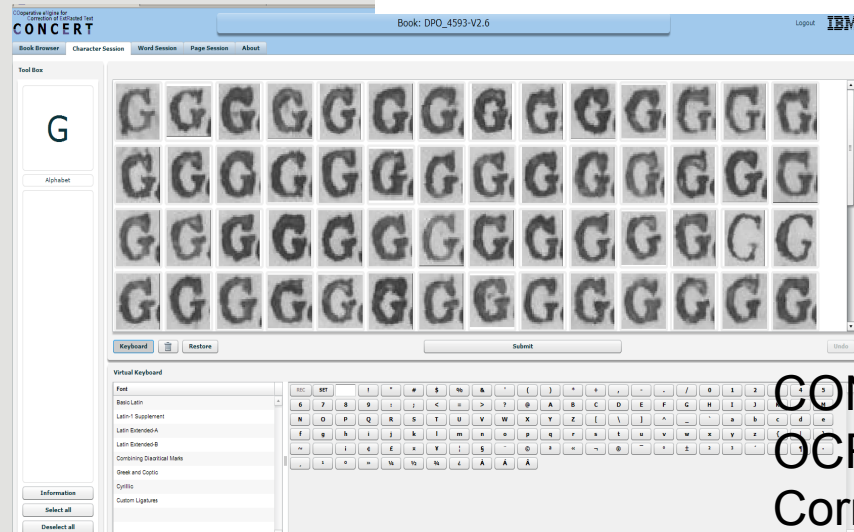 COoperative eNgine for
Correction of ExtRacted Text
CONCERT
Book: DPO_4593-V2.6
Logout IBM
Book Browser Character Session Word Session Page Session About
Tool Box
G
Alphabet
G G G G G G G G G G G G G G
G G G G G G G G G G G G G G
G G G G G G G G G G G G C C
G G G G G G G G G G G G G G
Keyboard Restore Submit Undo
Virtual Keyboard
Font
Basic Latin
Latin-1 Supplement
Latin Extended-A
Latin Extended-B
Combining Diacritical Marks
Greek and Coptic
Cyrillic
Custom Ligatures
REC SET ! " # $ % & ' ( ) * + , - . / 0 1 2 4 5
6 7 8 9 : ; < = > ? @ A B C D E F G H I J M
N O P Q R S T U V W X Y Z [ \ ] ^ _ ` a b c d e
f g h i j k l m n o p q r s t u v w x y z { | }
~ ¡ ¢ £ ¤ ¥ ¦ § ¨ © ª « ¬ ® ¯ ° ± ² ³ ´ ¶ ·
¸ ¹ º » ¼ ½ ¾ ¿ À Á Â
Information
Select all
Deselect all
CON
OCR
Corr